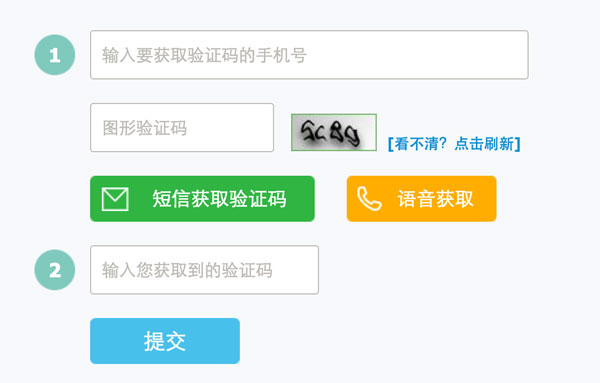 1 输入要获取验证码的手机号
图形验证码 [看不清？点击刷新]
短信获取验证码 语音获取
2 输入您获取到的验证码
提交